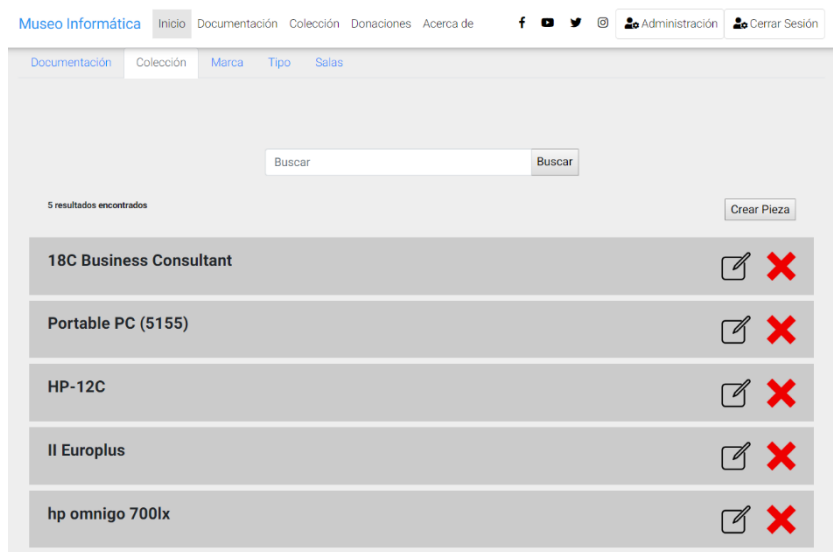 Museo Informática Inicio Documentación Colección Donaciones Acerca de Administración Cerrar Sesión
Documentación Colección Marca Tipo Salas
Buscar Buscar
5 resultados encontrados Crear Pieza
18C Business Consultant
Portable PC (5155)
HP-12C
II Europlus
hp omnigo 700lx